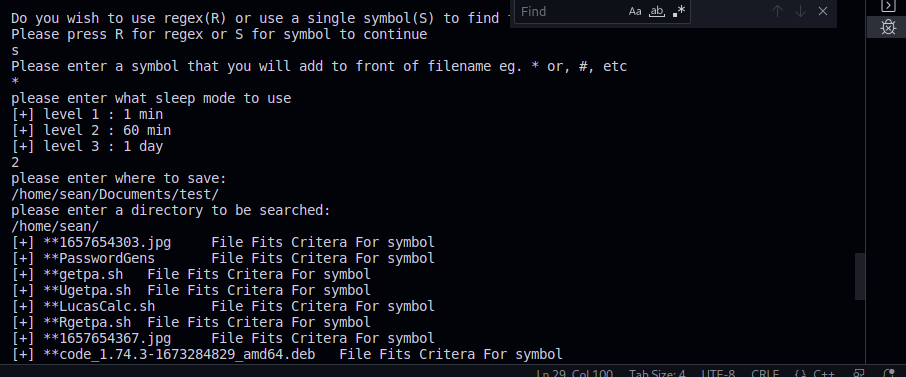 Do you wish to use regex(R) or use a single symbol(S) to find
Please press R for regex or S for symbol to continue
s
Please enter a symbol that you will add to front of filename eg. * or, #, etc
*
please enter what sleep mode to use
[+] level 1 : 1 min
[+] level 2 : 60 min
[+] level 3 : 1 day
2
please enter where to save:
/home/sean/Documents/test/
please enter a directory to be searched:
/home/sean/
[+] **1657654303.jpg File Fits Critera For symbol
[+] **PasswordGens File Fits Critera For symbol
[+] **getpa.sh File Fits Critera For symbol
[+] **Ugetpa.sh File Fits Critera For symbol
[+] **LucasCalc.sh File Fits Critera For symbol
[+] **Rgetpa.sh File Fits Critera For symbol
[+] **1657654367.jpg File Fits Critera For symbol
[+] **code_1.74.3-1673284829_amd64.deb File Fits Critera For symbol
Find Aa ab .*
Ln 29, Col 100 Tab Size: 4 UTF-8 CRLF {} C++